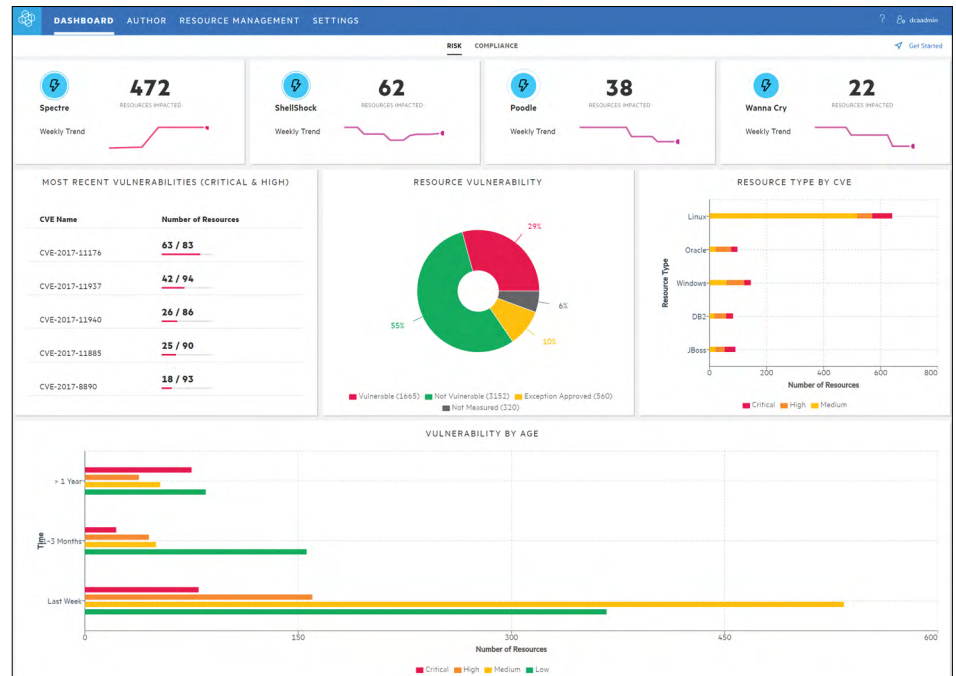 DASHBOARD AUTHOR RESOURCE MANAGEMENT SETTINGS ? dcaadmin
RISK COMPLIANCE Get Started
Spectre
472
RESOURCES IMPACTED
Weekly Trend
ShellShock
62
RESOURCES IMPACTED
Weekly Trend
Poodle
38
RESOURCES IMPACTED
Weekly Trend
Wanna Cry
22
RESOURCES IMPACTED
Weekly Trend
MOST RECENT VULNERABILITIES (CRITICAL & HIGH)
CVE Name Number of Resources
CVE-2017-11176 63 / 83
CVE-2017-11937 42 / 94
CVE-2017-11940 26 / 86
CVE-2017-11885 25 / 90
CVE-2017-8890 18 / 93
RESOURCE VULNERABILITY
29%
6%
55%
10%
Vulnerable (1665) Not Vulnerable (3152) Exception Approved (560)
Not Measured (320)
RESOURCE TYPE BY CVE
Resource Type
Linux
Oracle
Windows
DB2
JBoss
0 200 400 600 800
Number of Resources
Critical High Medium
VULNERABILITY BY AGE
Time
> 1 Year
-3 Months
Last Week
0 150 300 450 600
Number of Resources
Critical High Medium Low